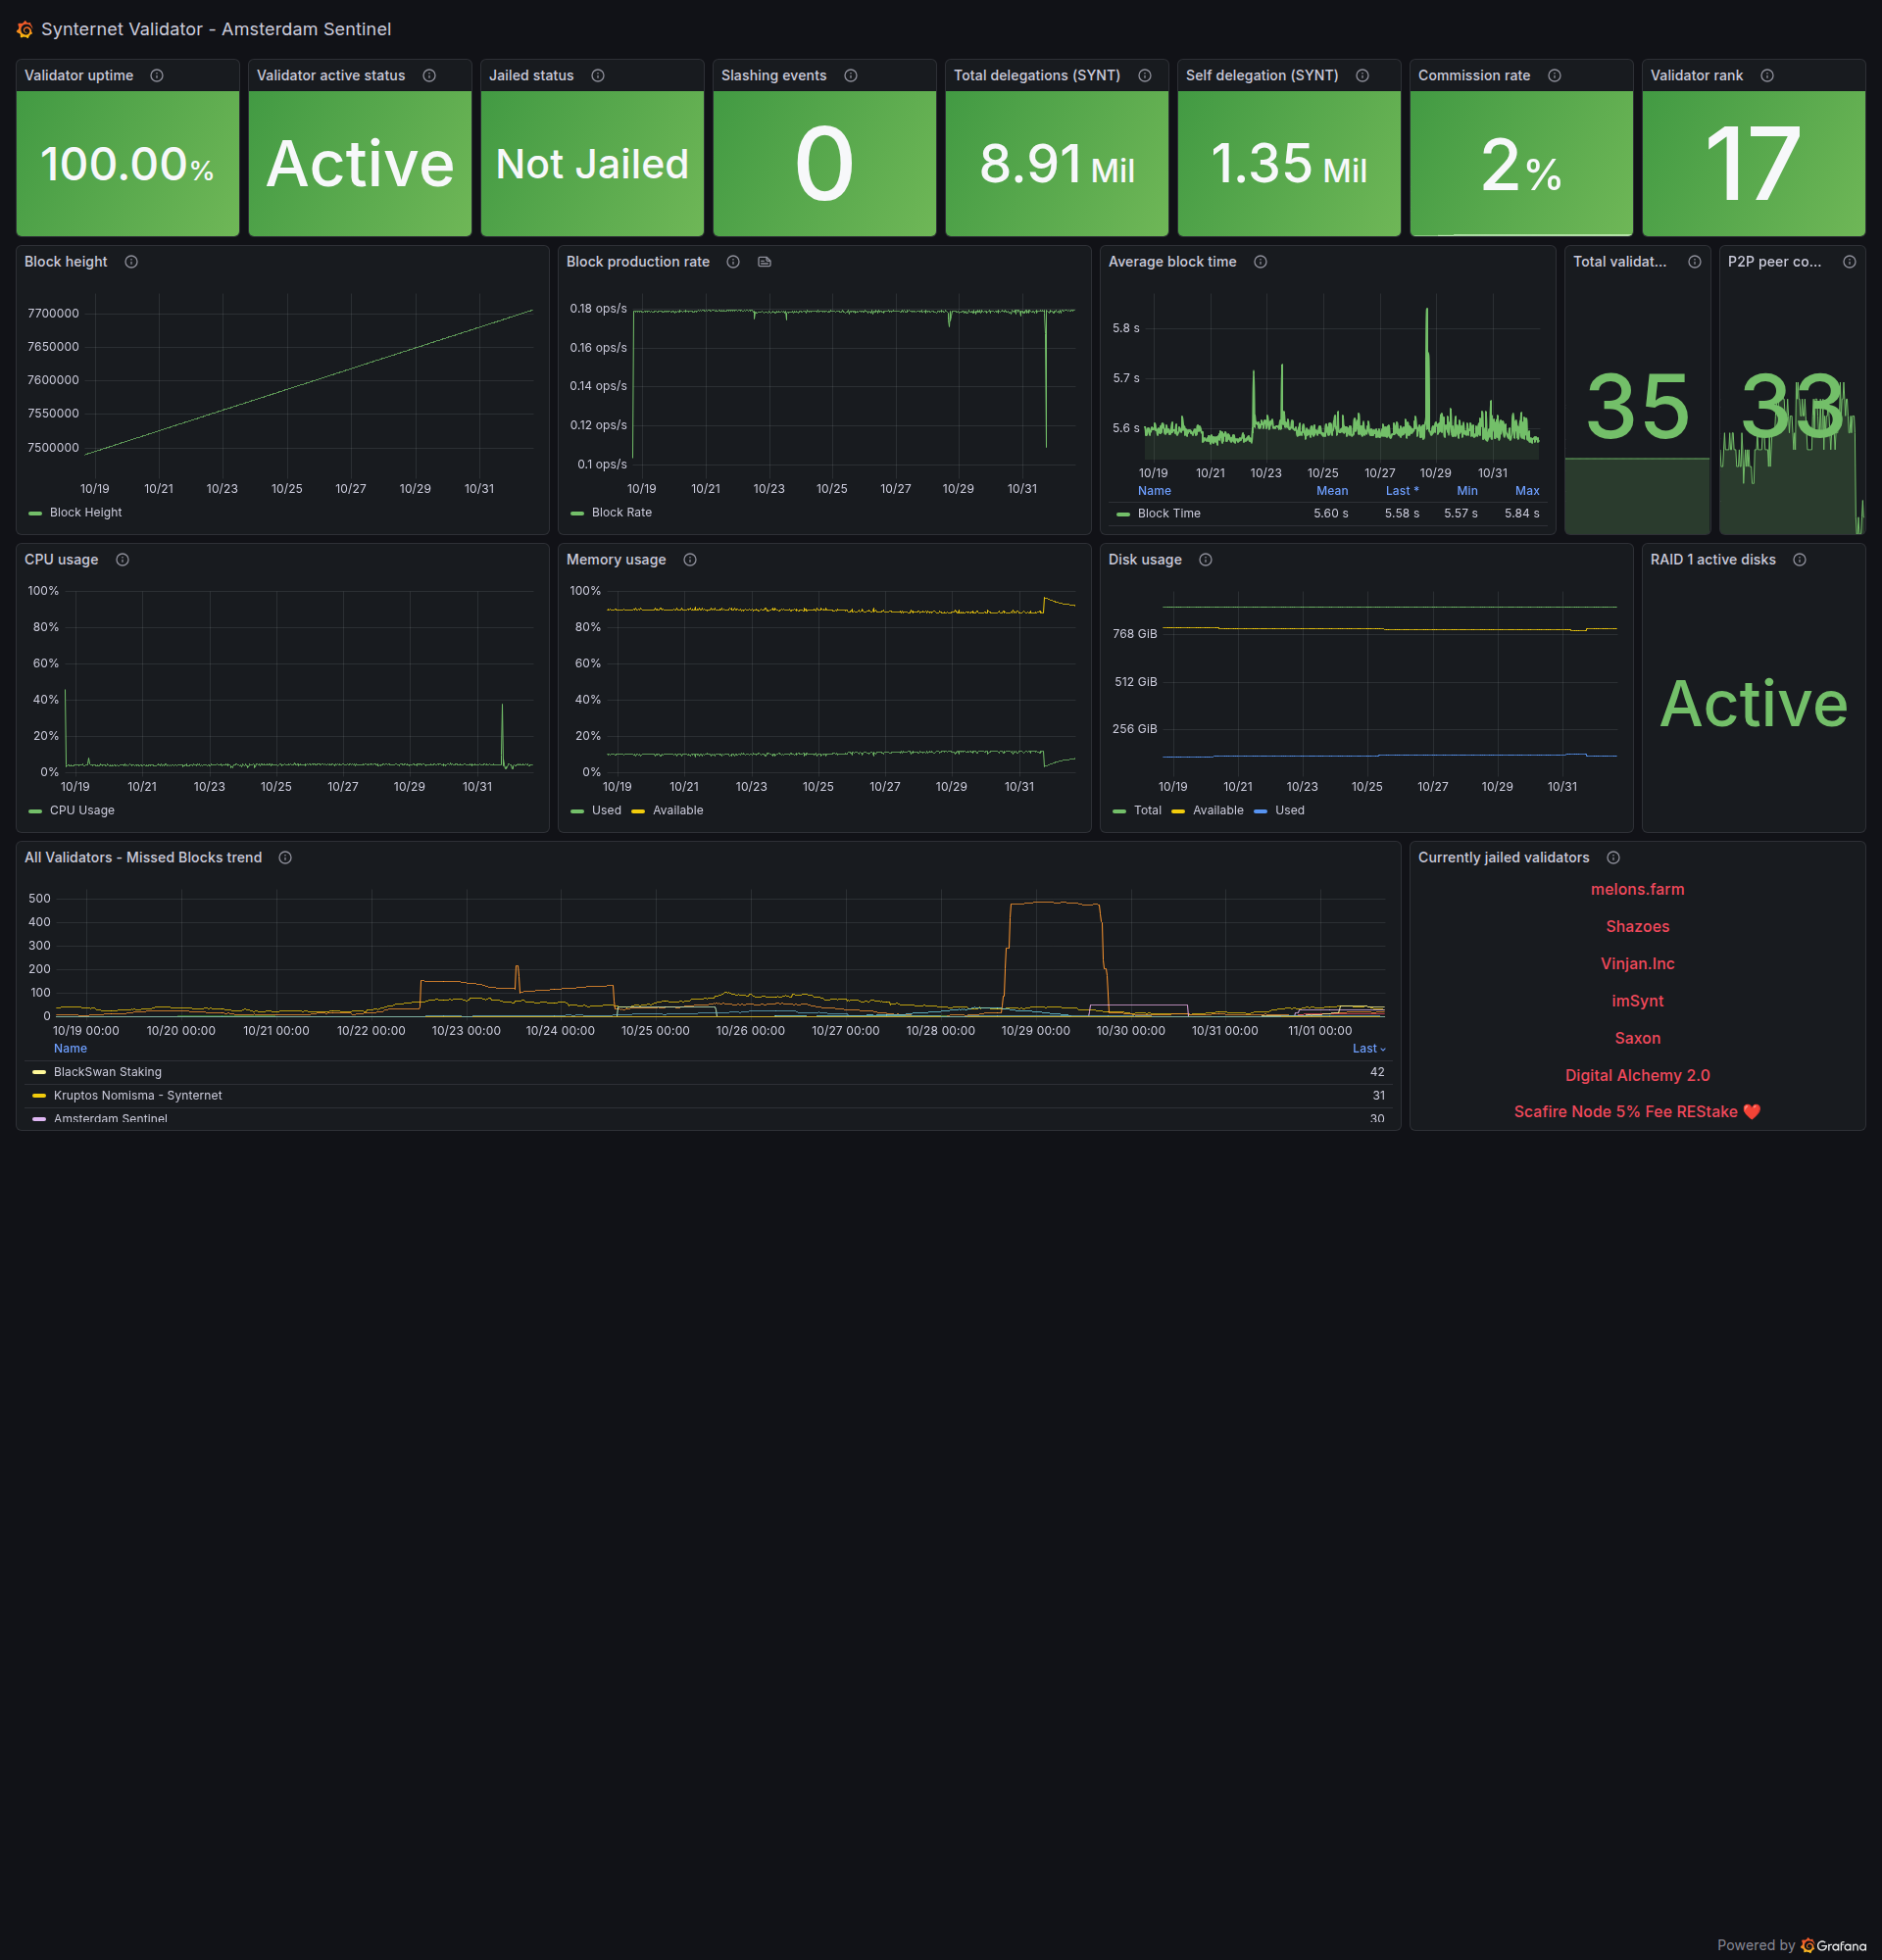 Synternet Validator - Amsterdam Sentinel
Validator uptime
100.00%
Validator active status
Active
Jailed status
Not Jailed
Slashing events
0
Total delegations (SYNT)
8.91 Mil
Self delegation (SYNT)
1.35 Mil
Commission rate
2%
Validator rank
17
Block height
7700000
7650000
7600000
7550000
7500000
10/19 10/21 10/23 10/25 10/27 10/29 10/31
Block Height
Block production rate
0.18 ops/s
0.16 ops/s
0.14 ops/s
0.12 ops/s
0.1 ops/s
10/19 10/21 10/23 10/25 10/27 10/29 10/31
Block Rate
Average block time
5.8 s
5.7 s
5.6 s
10/19 10/21 10/23 10/25 10/27 10/29 10/31
Name Mean Last * Min Max
Block Time 5.60 s 5.58 s 5.57 s 5.84 s
Total validat...
35
P2P peer co...
33
CPU usage
100%
80%
60%
40%
20%
0%
10/19 10/21 10/23 10/25 10/27 10/29 10/31
CPU Usage
Memory usage
100%
80%
60%
40%
20%
0%
10/19 10/21 10/23 10/25 10/27 10/29 10/31
Used Available
Disk usage
768 GiB
512 GiB
256 GiB
10/19 10/21 10/23 10/25 10/27 10/29 10/31
Total Available Used
RAID 1 active disks
Active
All Validators - Missed Blocks trend
500
400
300
200
100
0
10/19 00:00 10/20 00:00 10/21 00:00 10/22 00:00 10/23 00:00 10/24 00:00 10/25 00:00 10/26 00:00 10/27 00:00 10/28 00:00 10/29 00:00 10/30 00:00 10/31 00:00 11/01 00:00
Name Last
BlackSwan Staking 42
Kruptos Nomisma - Synternet 31
Amsterdam Sentinel 30
Currently jailed validators
melons.farm
Shazoes
Vinjan.Inc
imSynt
Saxon
Digital Alchemy 2.0
Scafire Node 5% Fee REStake ❤️
Powered by Grafana